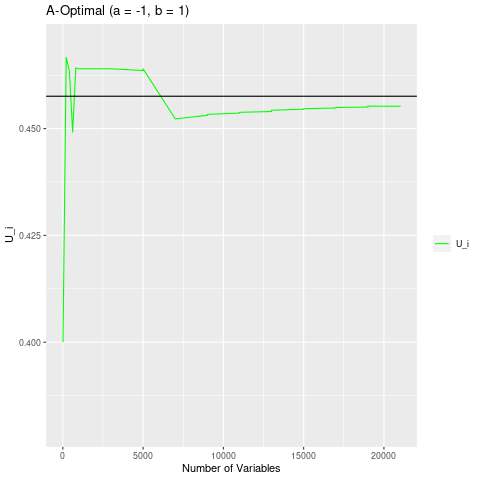 A-Optimal (a = -1, b = 1)
U_i
0.450
0.425
0.400
0 5000 10000 15000 20000
Number of Variables
U_i